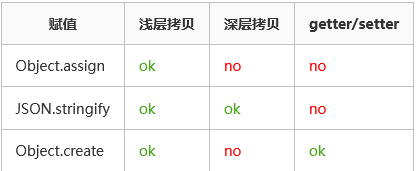 赋值 浅层拷贝 深层拷贝 getter/setter
Object.assign ok no no
JSON.stringify ok ok no
Object.create ok no ok